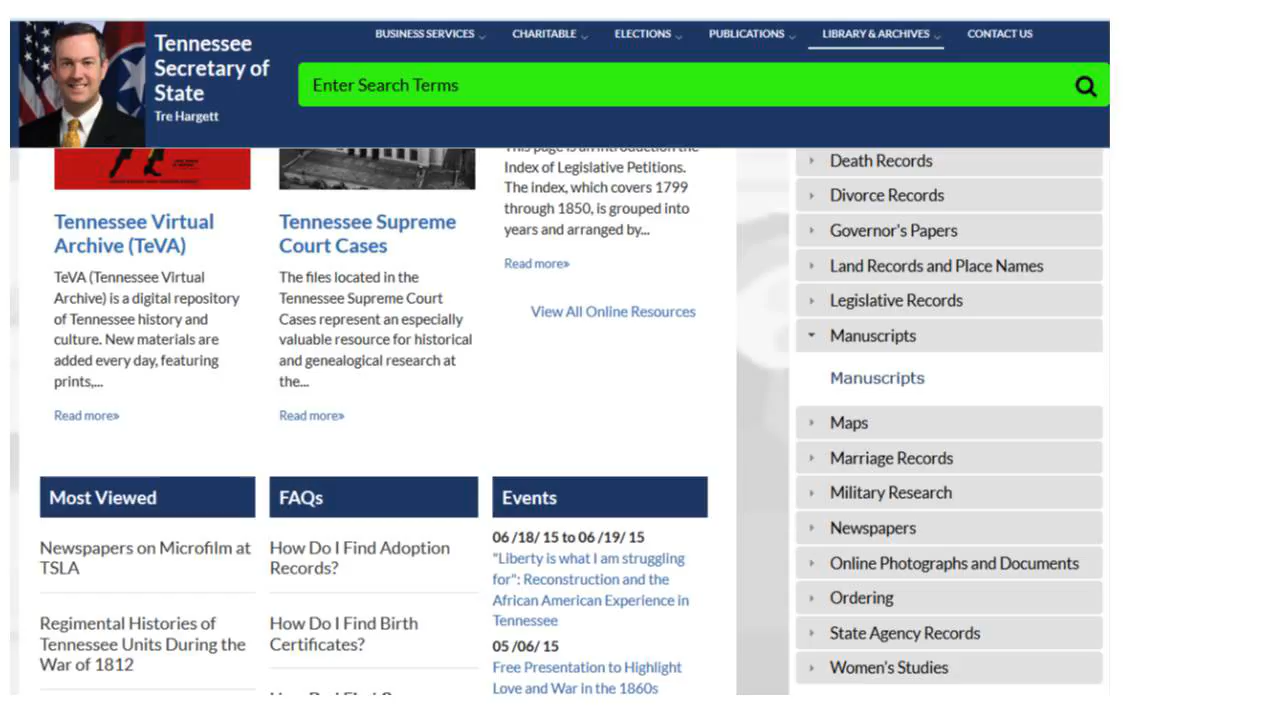 Tennessee
Secretary of
State
Tre Hargett
BUSINESS SERVICES
CHARITABLE
ELECTIONS
PUBLICATIONS
LIBRARY & ARCHIVES
CONTACT US
Enter Search Terms
Tennessee Virtual
Archive (TeVA)
TeVA (Tennessee Virtual
Archive) is a digital repository
of Tennessee history and
culture. New materials are
added every day, featuring
prints,...
Read more»
Tennessee Supreme
Court Cases
The files located in the
Tennessee Supreme Court
Cases represent an especially
valuable resource for historical
and genealogical research at
the...
Read more»
This page is an introduction the
Index of Legislative Petitions.
The index, which covers 1799
through 1850, is grouped into
years and arranged by...
Read more»
View All Online Resources
Most Viewed
Newspapers on Microfilm at
TSLA
Regimental Histories of
Tennessee Units During the
War of 1812
FAQs
How Do I Find Adoption
Records?
How Do I Find Birth
Certificates?
Events
06 /18/ 15 to 06 /19/ 15
"Liberty is what I am struggling
for": Reconstruction and the
African American Experience in
Tennessee
05 /06/ 15
Free Presentation to Highlight
Love and War in the 1860s
Death Records
Divorce Records
Governor's Papers
Land Records and Place Names
Legislative Records
Manuscripts
Manuscripts
Maps
Marriage Records
Military Research
Newspapers
Online Photographs and Documents
Ordering
State Agency Records
Women's Studies